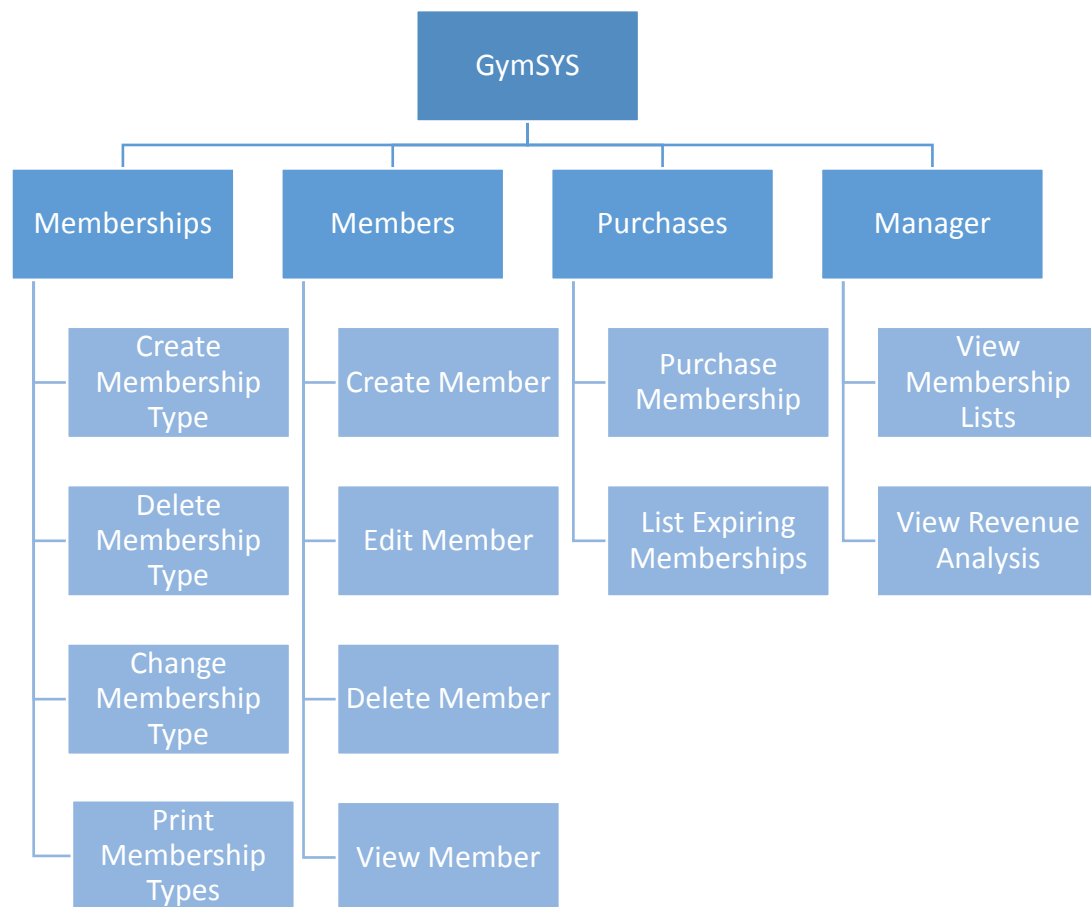 GymSYS
Memberships
Members
Purchases
Manager
Create
Membership
Type
Delete
Membership
Type
Change
Membership
Type
Print
Membership
Types
Create Member
Edit Member
Delete Member
View Member
Purchase
Membership
List Expiring
Memberships
View
Membership
Lists
View Revenue
Analysis